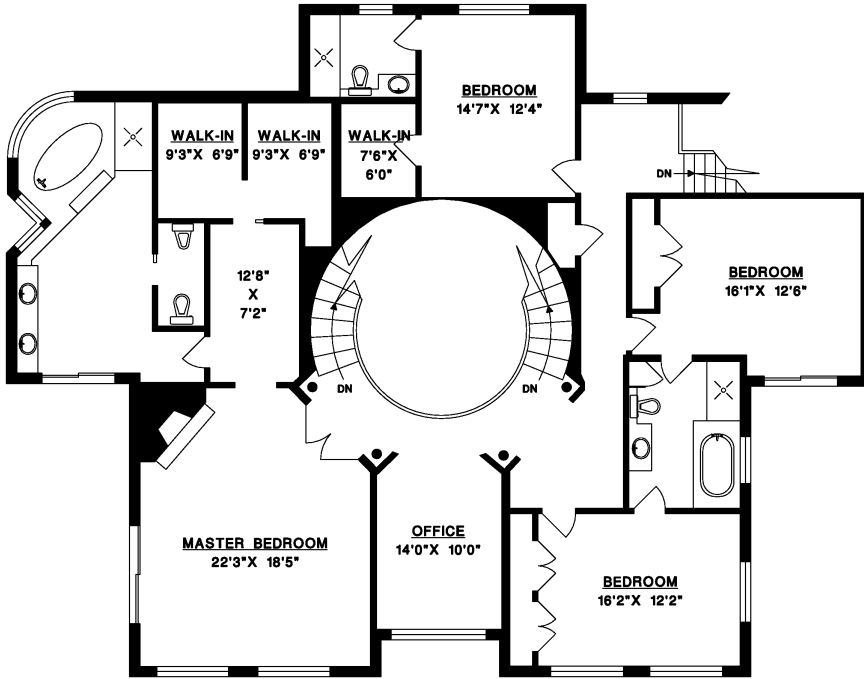 BEDROOM
14'7"X 12'4"
WALK-IN
9'3"X 6'9"
WALK-IN
9'3"X 6'9"
WALK-IN
7'6"X
6'0"
DN
BEDROOM
16'1"X 12'6"
12'8"
X
7'2"
DN
DN
MASTER BEDROOM
22'3"X 18'5"
OFFICE
14'0"X 10'0"
BEDROOM
16'2"X 12'2"